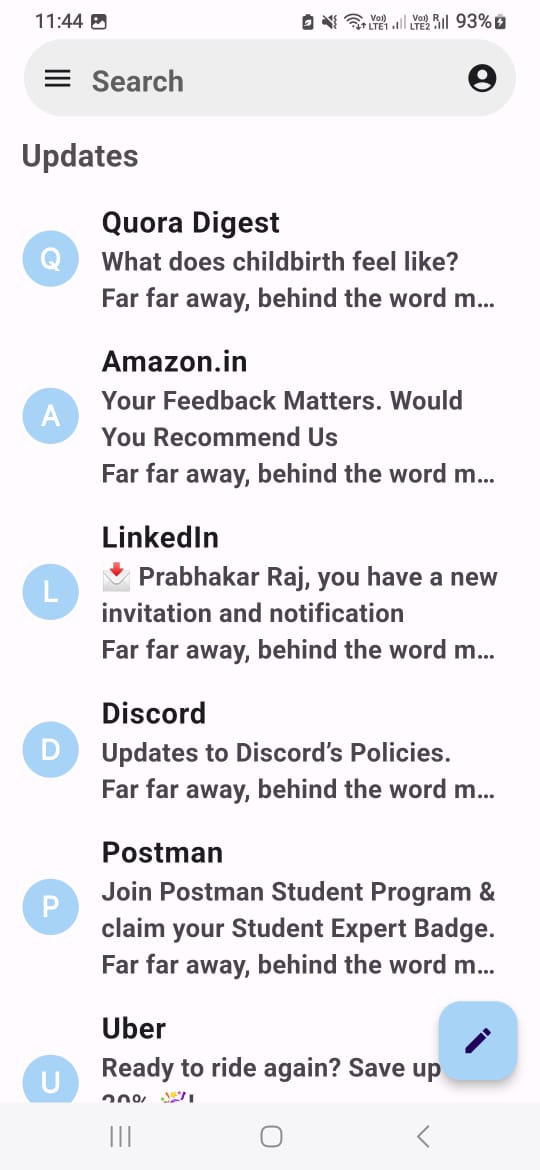 11:44
Vo)) LTE1 Vo)) LTE2 R 93%
Search
Updates
Q
Quora Digest
What does childbirth feel like?
Far far away, behind the word m...
A
Amazon.in
Your Feedback Matters. Would
You Recommend Us
Far far away, behind the word m...
L
LinkedIn
📩 Prabhakar Raj, you have a new
invitation and notification
Far far away, behind the word m...
D
Discord
Updates to Discord’s Policies.
Far far away, behind the word m...
P
Postman
Join Postman Student Program &
claim your Student Expert Badge.
Far far away, behind the word m...
U
Uber
Ready to ride again? Save up
20% 🎉!